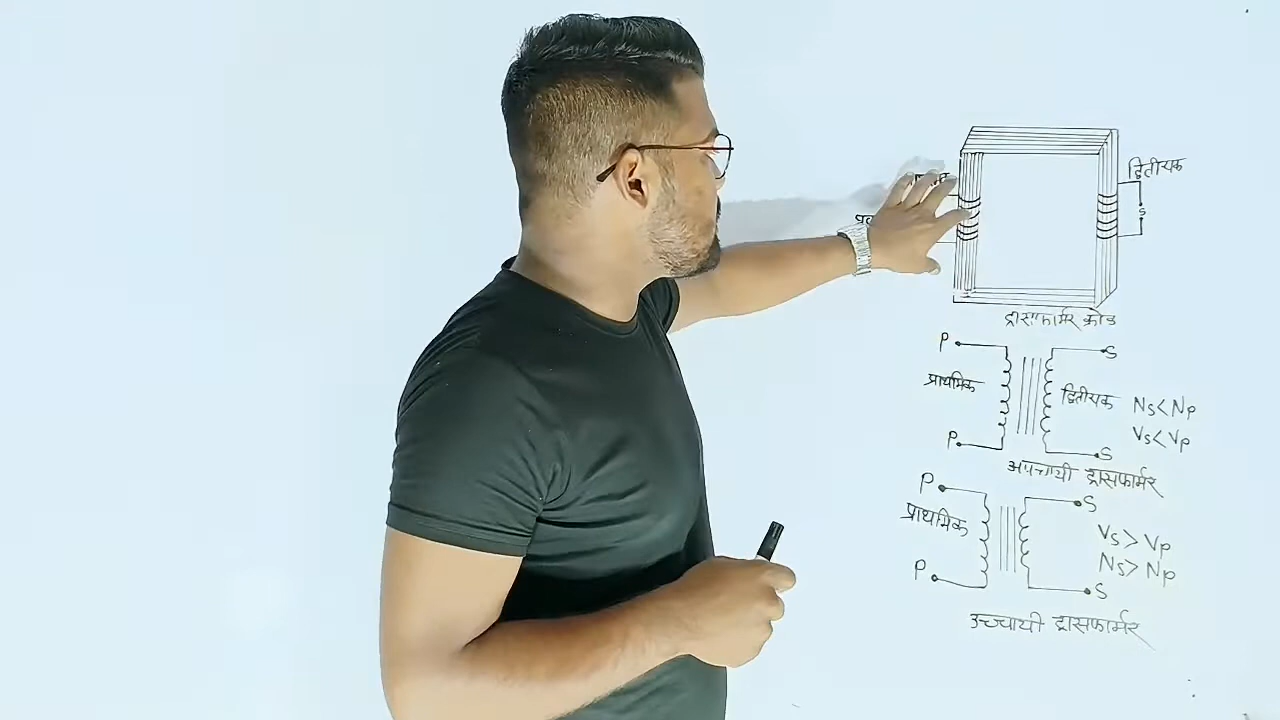 द्वितीयक
S
ट्रांसफार्मर क्रोड
P S
प्राथमिक द्वितीयक Ns<Np
Vs<Vp
P S
अपचायी ट्रांसफार्मर
P S
प्राथमिक Vs>Vp
Ns>Np
P S
उच्चायी ट्रांसफार्मर